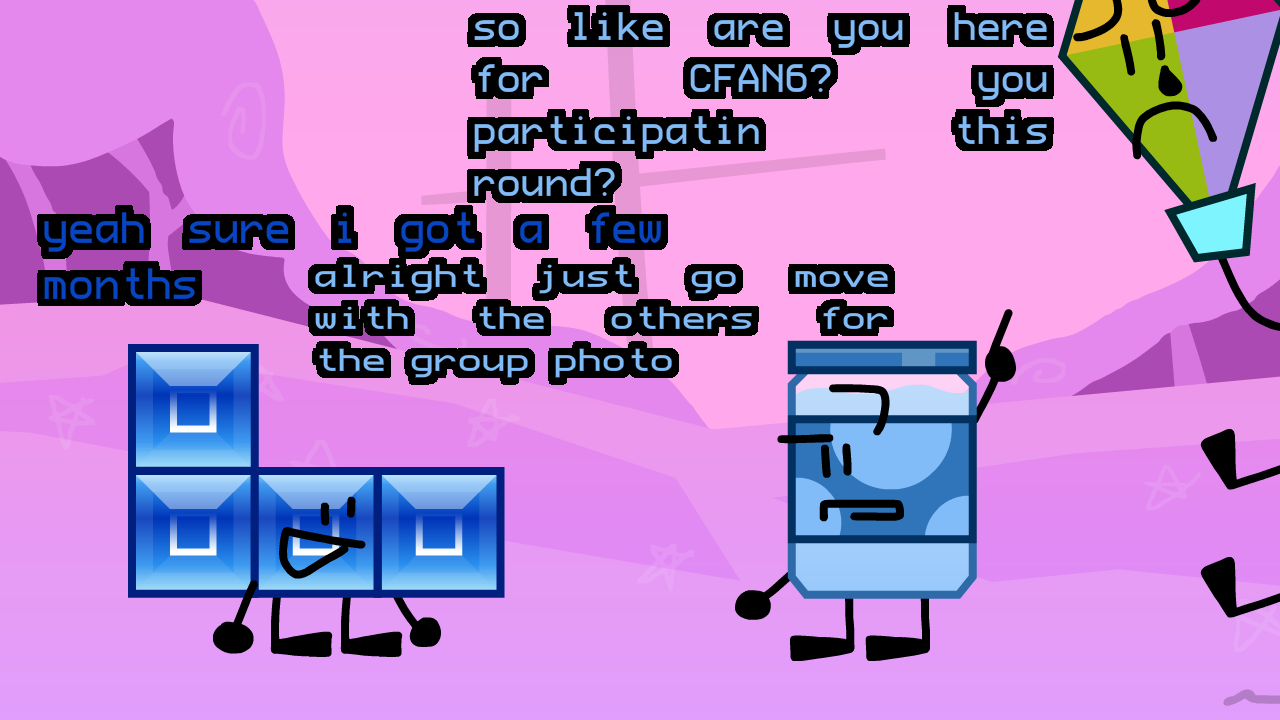 so like are you here
for CFAN6? you
participatin this
round?
yeah sure i got a few
months
alright just go move
with the others for
the group photo